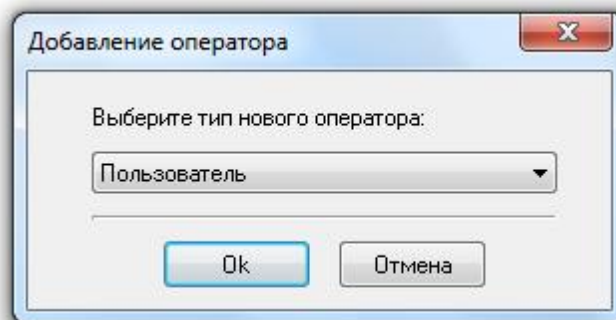 Добавление оператора
Выберите тип нового оператора:
Пользователь
Ok Отмена